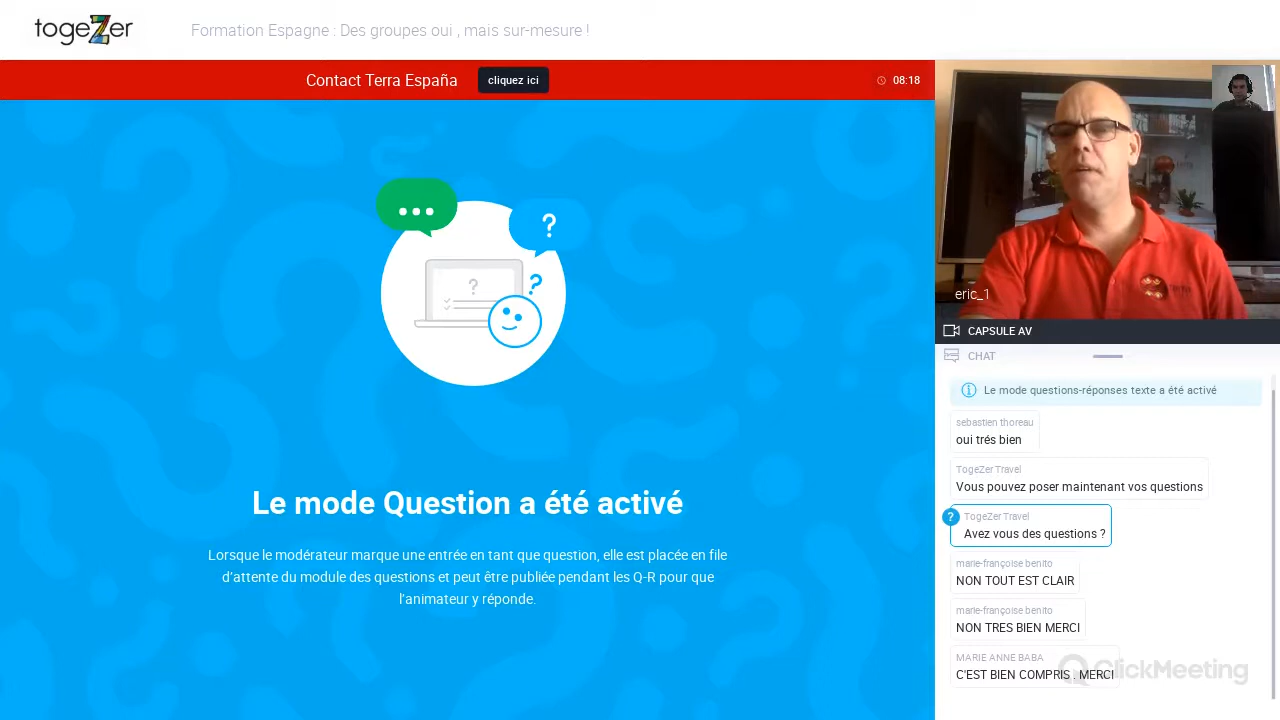 togeZer
Formation Espagne : Des groupes oui , mais sur-mesure !
Contact Terra España
cliquez ici
08:18
?
?
?
Le mode Question a été activé
Lorsque le modérateur marque une entrée en tant que question, elle est placée en file
d'attente du module des questions et peut être publiée pendant les Q-R pour que
l'animateur y réponde.
eric_1
CAPSULE AV
CHAT
Le mode questions-réponses texte a été activé
sebastien thoreau
oui trés bien
TogeZer Travel
Vous pouvez poser maintenant vos questions
?
TogeZer Travel
Avez vous des questions ?
marie-françoise benito
NON TOUT EST CLAIR
marie-françoise benito
NON TRES BIEN MERCI
MARIE ANNE BABA
C'EST BIEN COMPRIS . MERCI
ClickMeeting